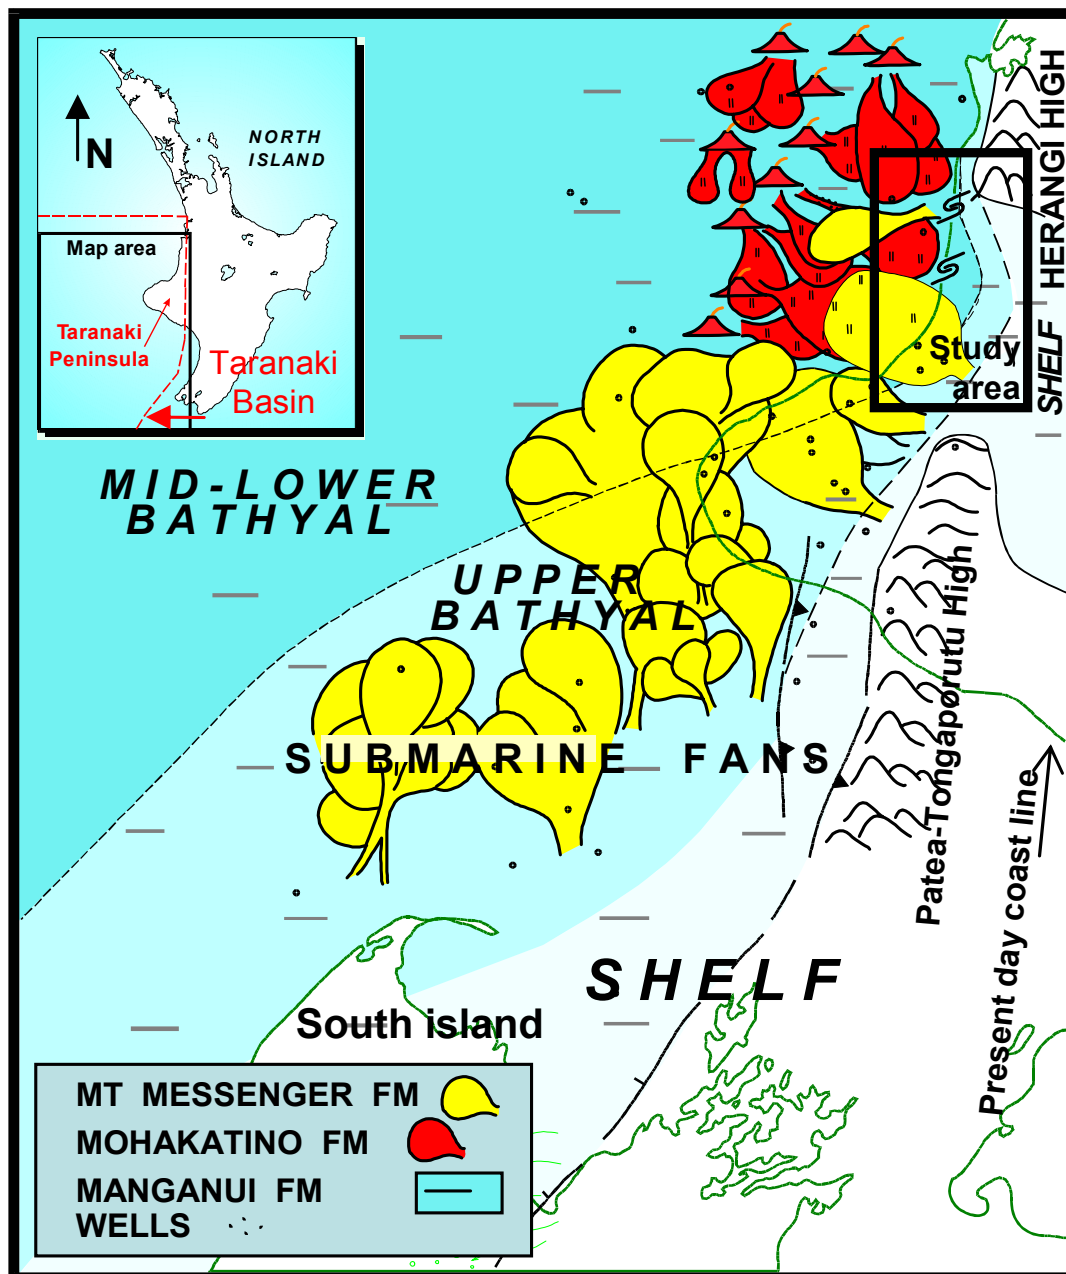 N
NORTH
ISLAND
Map area
Taranaki
Peninsula
Taranaki
Basin
HERANGI HIGH
SHELF
Study
area
MID-LOWER
BATHYAL
UPPER
BATHYAL
SUBMARINE FANS
Patea-Tongaporutu High
Present day coast line
SHELF
South island
MT MESSENGER FM
MOHAKATINO FM
MANGANUI FM
WELLS